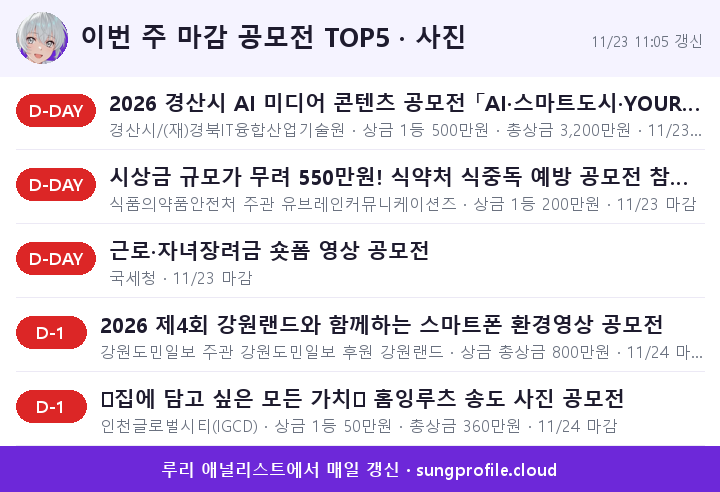 이번 주 마감 공모전 TOP5 · 사진
11/23 11:05 갱신
D-DAY
2026 경산시 AI 미디어 콘텐츠 공모전 「AI·스마트도시·YOUR...
경산시/(재)경북IT융합산업기술원 · 상금 1등 500만원 · 총상금 3,200만원 · 11/23...
D-DAY
시상금 규모가 무려 550만원! 식약처 식중독 예방 공모전 참...
식품의약품안전처 주관 유브레인커뮤니케이션즈 · 상금 1등 200만원 · 11/23 마감
D-DAY
근로·자녀장려금 숏폼 영상 공모전
국세청 · 11/23 마감
D-1
2026 제4회 강원랜드와 함께하는 스마트폰 환경영상 공모전
강원도민일보 주관 강원도민일보 후원 강원랜드 · 상금 총상금 800만원 · 11/24 마...
D-1
집에 담고 싶은 모든 가치 홈잉루츠 송도 사진 공모전
인천글로벌시티(IGCD) · 상금 1등 50만원 · 총상금 360만원 · 11/24 마감
루리 애널리스트에서 매일 갱신 · sungprofile.cloud